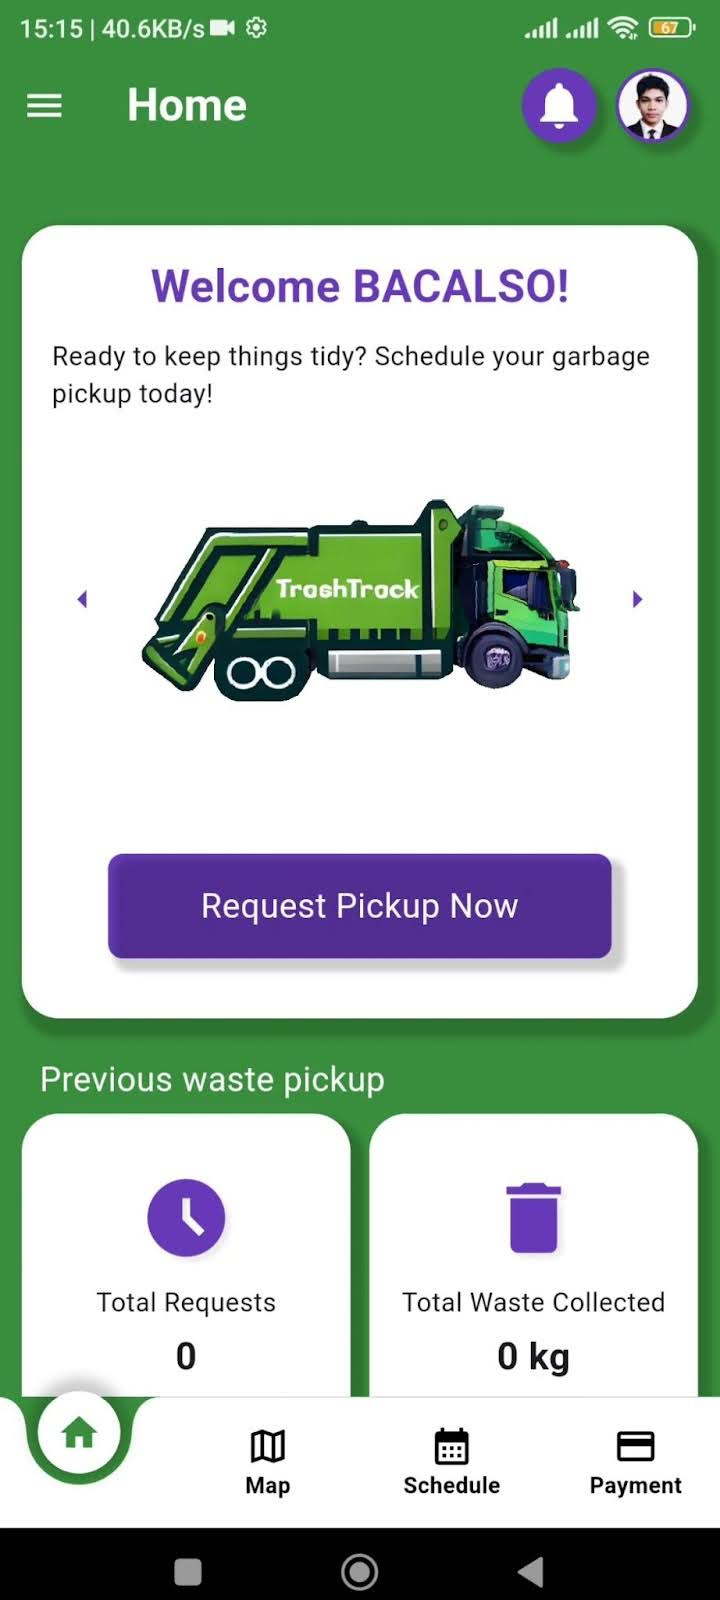 15:15 | 40.6KB/s 67
Home
Welcome BACALSO!
Ready to keep things tidy? Schedule your garbage
pickup today!
TrashTrack
Request Pickup Now
Previous waste pickup
Total Requests
0
Total Waste Collected
0 kg
Map
Schedule
Payment